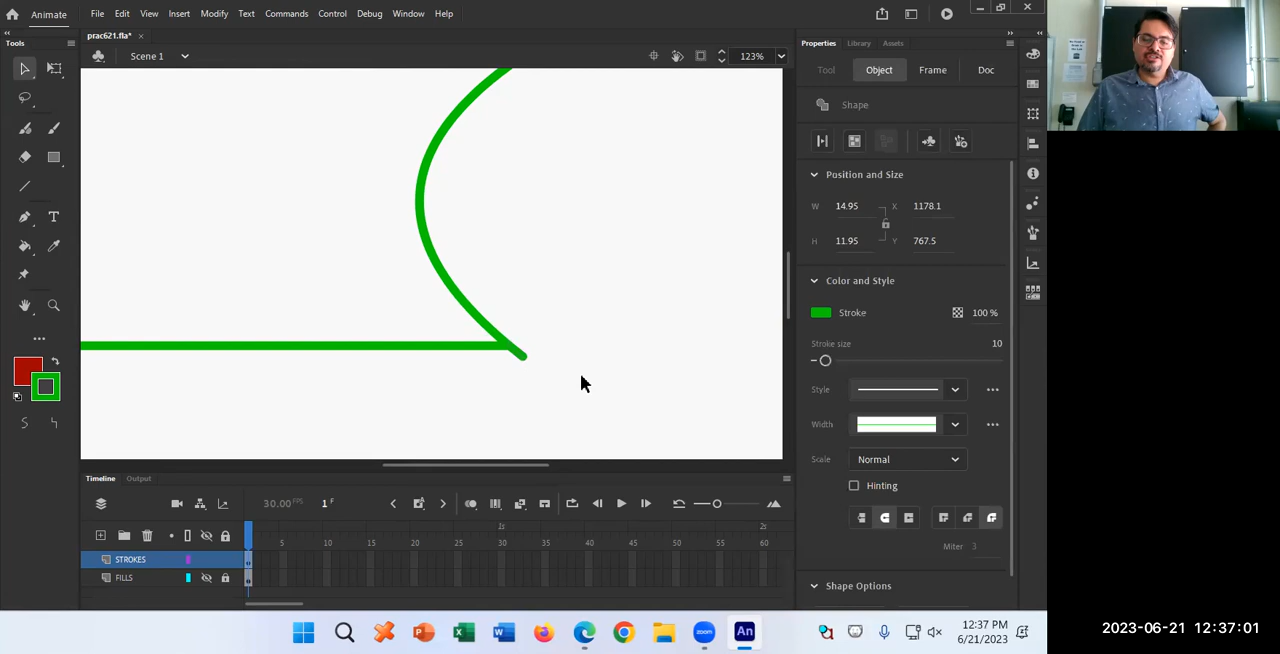 Animate File Edit View Insert Modify Text Commands Control Debug Window Help
prac621.fla* ×
Tools
Scene 1 123%
Properties Library Assets
Tool Object Frame Doc
Shape
Position and Size
W 14.95 X 1178.1
H 11.95 Y 767.5
Color and Style
Stroke 100 %
Stroke size 10
Style
Width
Scale Normal
Hinting
Miter 3
Shape Options
T
Timeline Output
30.00 FPS 1 F
1s 2s
5 10 15 20 25 30 35 40 45 50 55 60
STROKES
FILLS
zoom An
12:37 PM
6/21/2023
2023-06-21 12:37:01